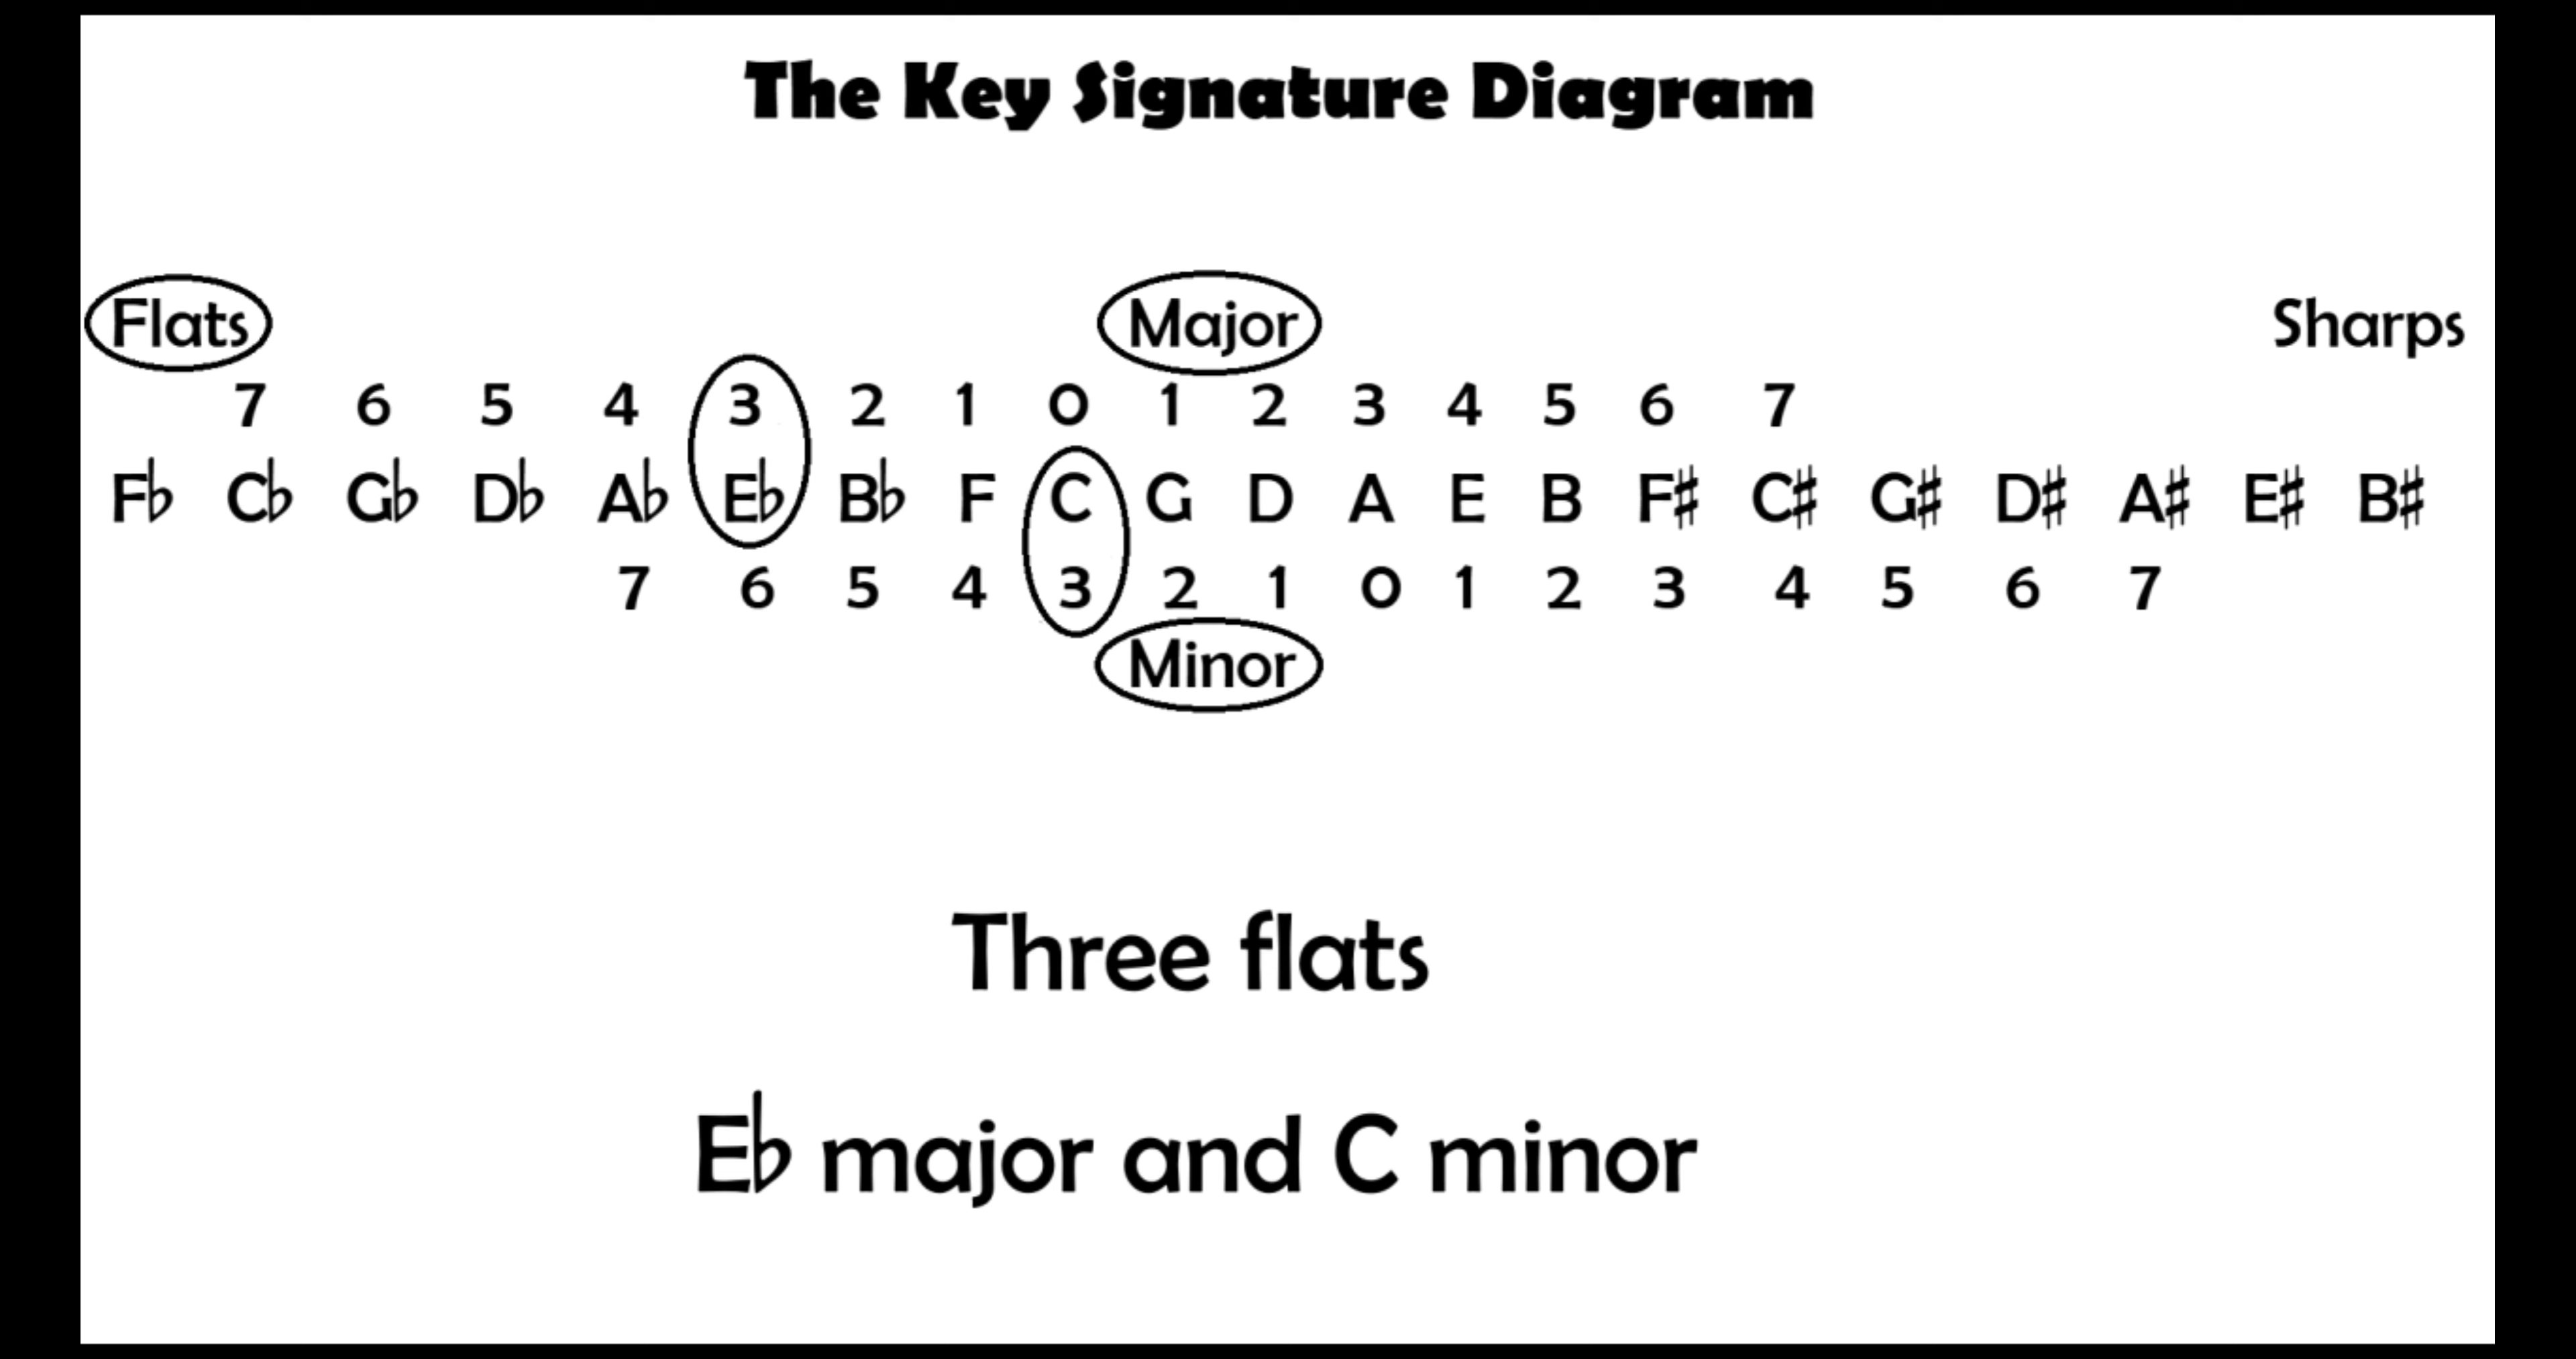 The Key Signature Diagram
Flats Major Sharps
7 6 5 4 3 2 1 0 1 2 3 4 5 6 7
F♭ C♭ G♭ D♭ A♭ E♭ B♭ F C G D A E B F♯ C♯ G♯ D♯ A♯ E♯ B♯
7 6 5 4 3 2 1 0 1 2 3 4 5 6 7
Minor
Three flats
E♭ major and C minor